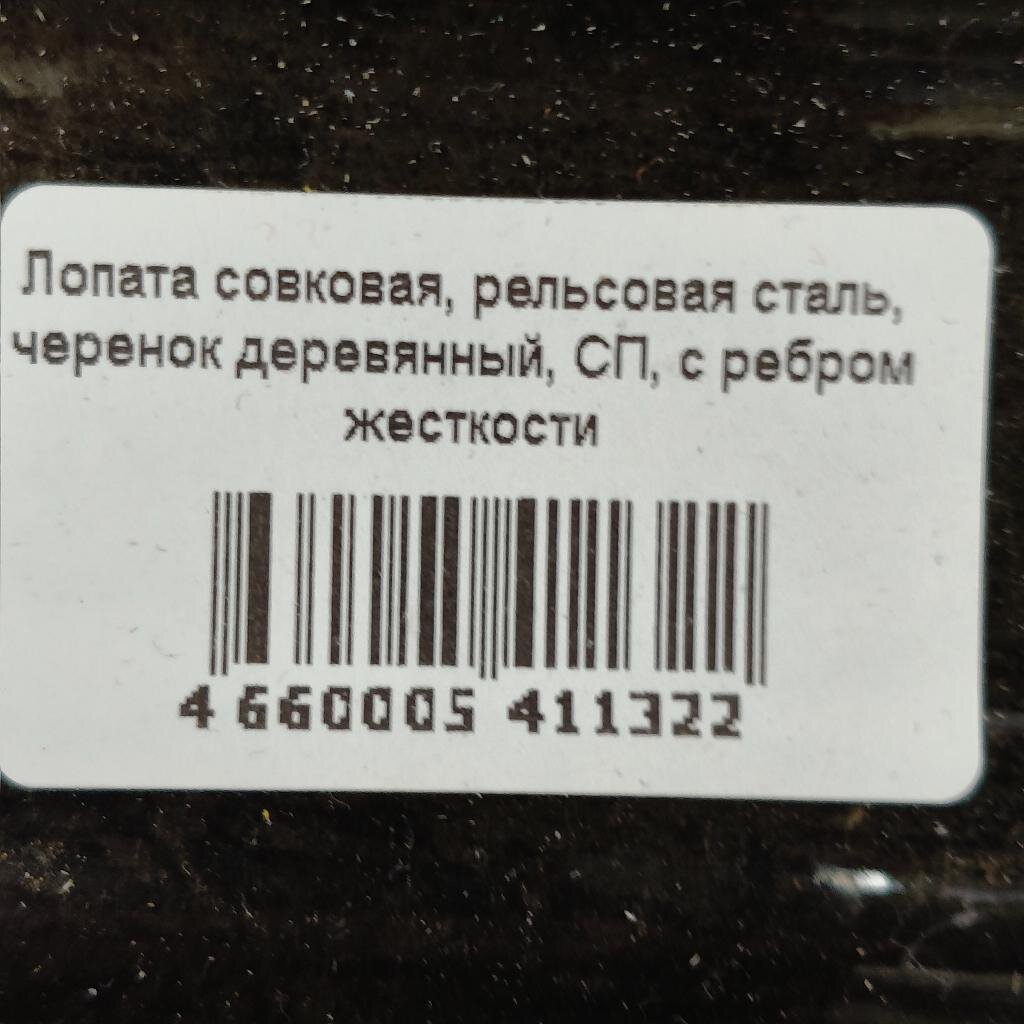 Лопата совковая, рельсовая сталь,
черенок деревянный, СП, с ребром
жесткости
4 660005 411322